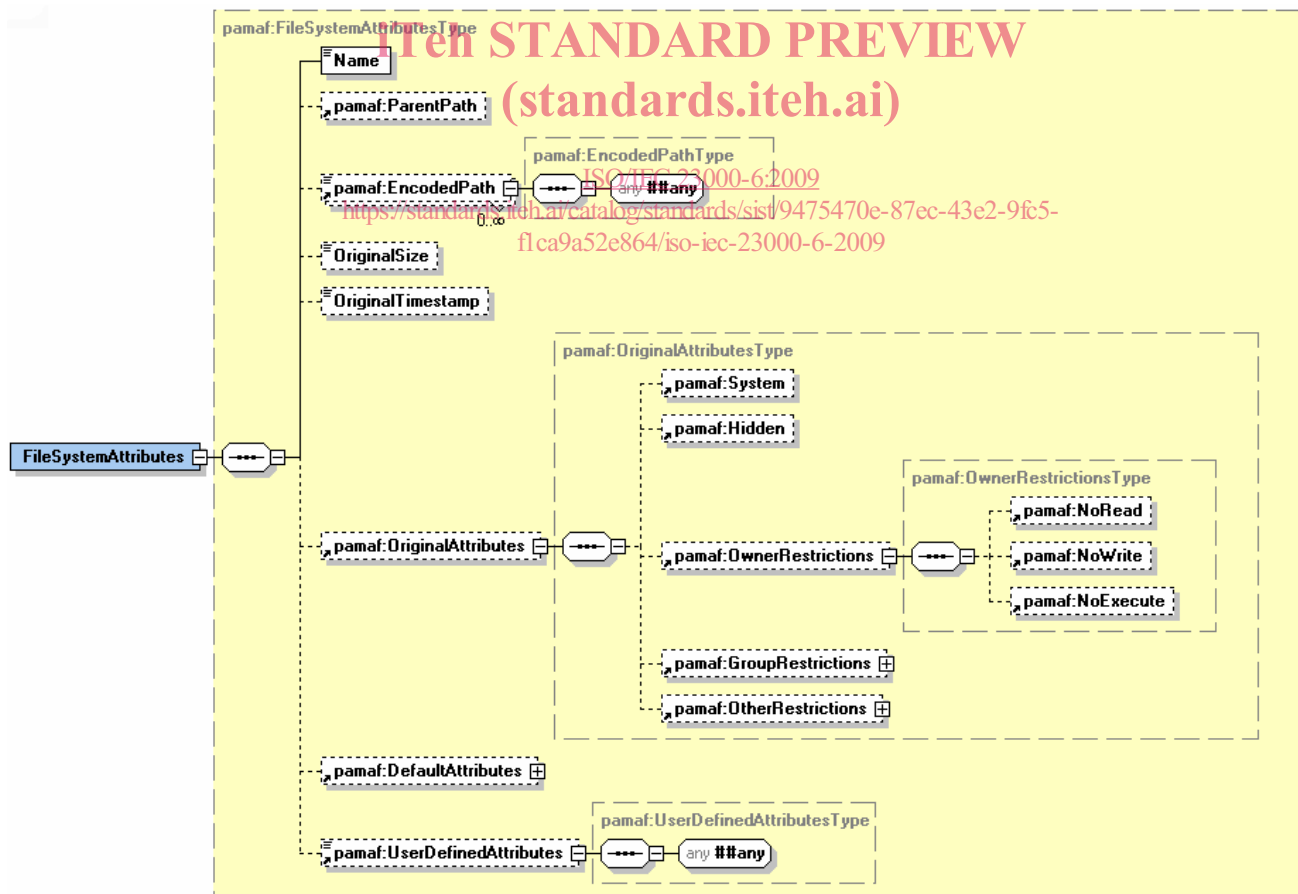 pamaf:FileSystemAttributesType
iTeh STANDARD PREVIEW
(standards.iteh.ai)
Name
pamaf:ParentPath
pamaf:EncodedPathType
pamaf:EncodedPath
any ##any
ISO/IEC 23000-6:2009
0..∞
https://standards.iteh.ai/catalog/standards/sist/9475470e-87ec-43e2-9fc5-
f1ca9a52e864/iso-iec-23000-6-2009
OriginalSize
OriginalTimestamp
pamaf:OriginalAttributesType
pamaf:System
pamaf:Hidden
FileSystemAttributes
pamaf:OwnerRestrictionsType
pamaf:NoRead
pamaf:OriginalAttributes
pamaf:OwnerRestrictions
pamaf:NoWrite
pamaf:NoExecute
pamaf:GroupRestrictions
pamaf:OtherRestrictions
pamaf:DefaultAttributes
pamaf:UserDefinedAttributesType
pamaf:UserDefinedAttributes
any ##any